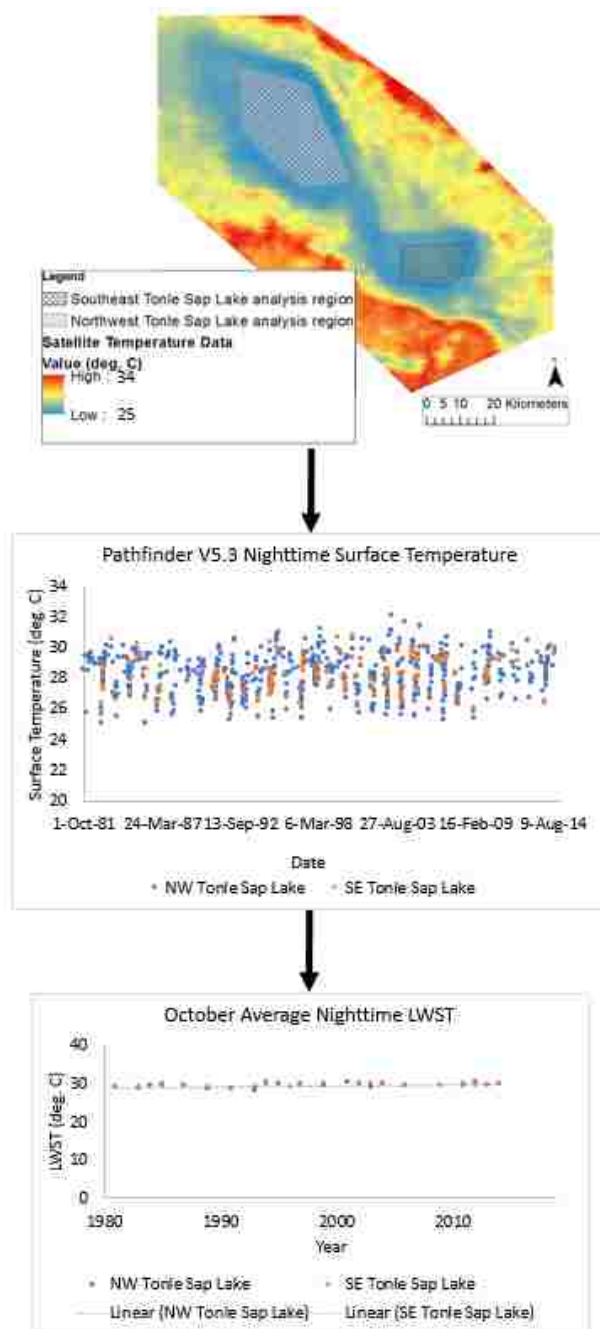 Legend
Southeast Tonle Sap Lake analysis region
Northwest Tonle Sap Lake analysis region
Satellite Temperature Data
Value (deg. C)
High : 34
Low : 25
0 5 10 20 Kilometers
Pathfinder V5.3 Nighttime Surface Temperature
Surface Temperature (deg. C)
34
32
30
28
26
24
22
20
1-Oct-81 24-Mar-87 13-Sep-92 6-Mar-98 27-Aug-03 16-Feb-09 9-Aug-14
Date
NW Tonle Sap Lake SE Tonle Sap Lake
October Average Nighttime LWST
LWST (deg. C)
40
30
20
10
0
1980 1990 2000 2010
Year
NW Tonle Sap Lake SE Tonle Sap Lake
Linear (NW Tonle Sap Lake) Linear (SE Tonle Sap Lake)